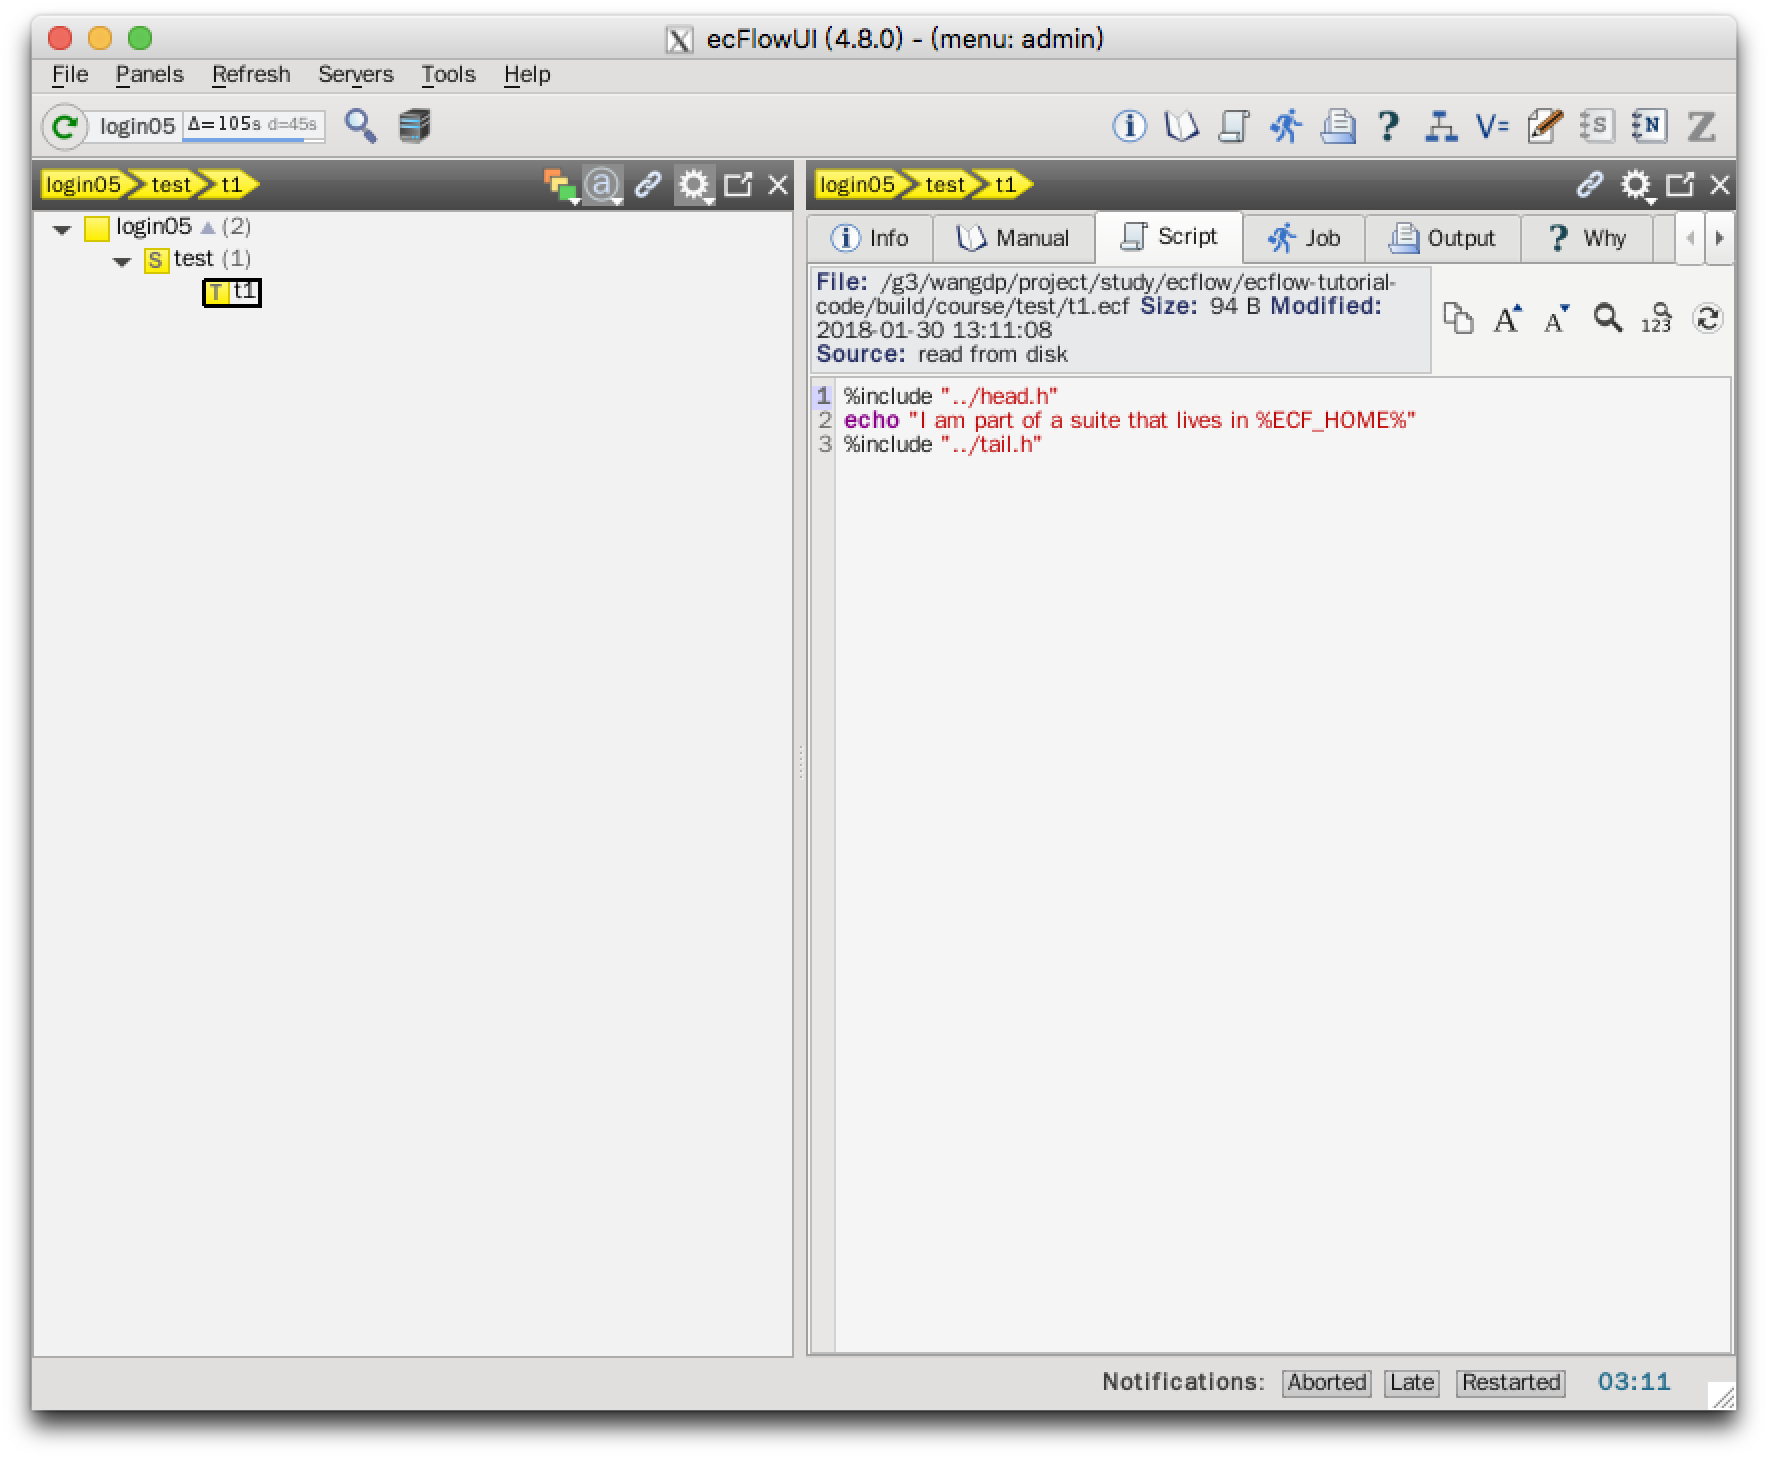 ecFlowUI (4.8.0) - (menu: admin)
File Panels Refresh Servers Tools Help
login05 Δ=105s d=45s
V=
S
N
Z
login05 test t1
a
login05 test t1
login05 (2)
S test (1)
T t1
Info Manual Script Job Output Why
File: /g3/wangdp/project/study/ecflow/ecflow-tutorial-
code/build/course/test/t1.ecf Size: 94 B Modified:
2018-01-30 13:11:08
Source: read from disk
A A 123
1 %include "../head.h"
2 echo "I am part of a suite that lives in %ECF_HOME%"
3 %include "../tail.h"
Notifications: Aborted Late Restarted 03:11